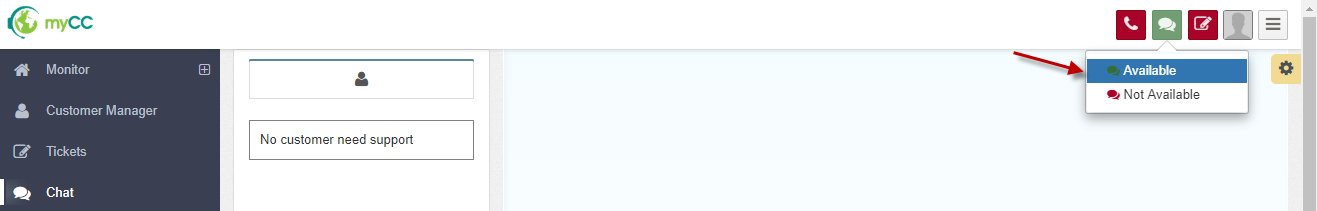 myCC
Monitor
Customer Manager
Tickets
Chat
No customer need support
Available
Not Available